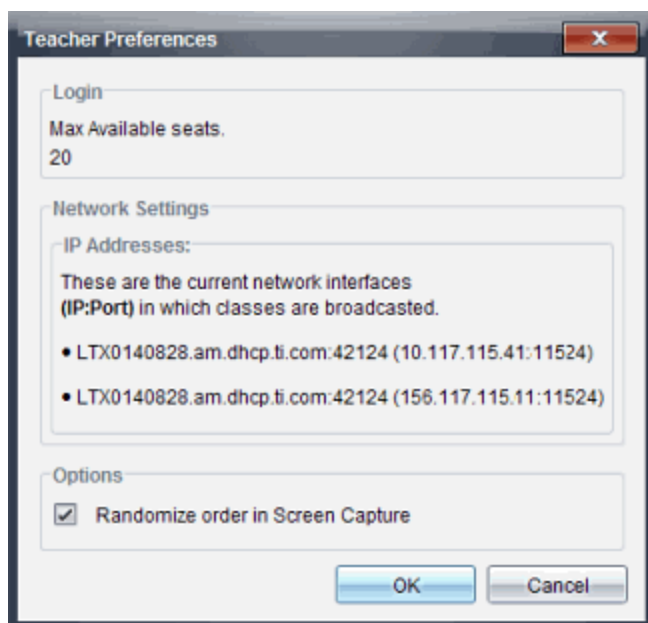 Teacher Preferences
Login
Max Available seats.
20
Network Settings
IP Addresses:
These are the current network interfaces
(IP:Port) in which classes are broadcasted.
• LTX0140828.am.dhcp.ti.com:42124 (10.117.115.41:11524)
• LTX0140828.am.dhcp.ti.com:42124 (156.117.115.11:11524)
Options
Randomize order in Screen Capture
OK Cancel